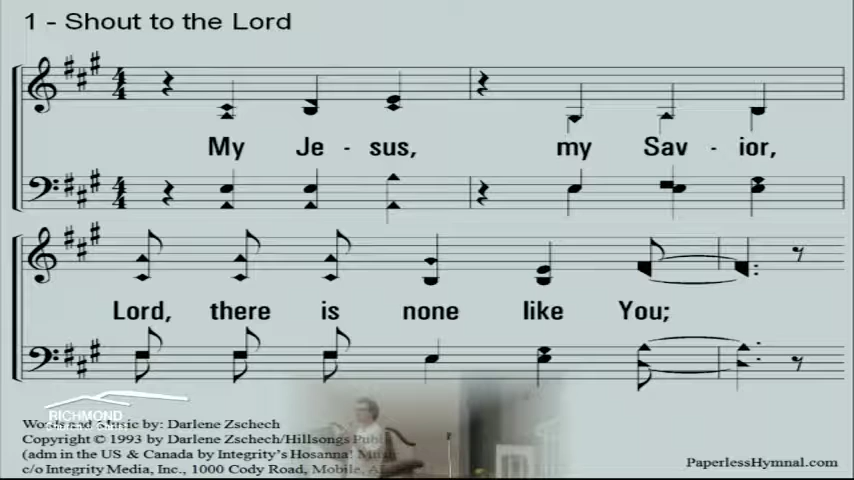 1 - Shout to the Lord
My Je - sus, my Sav - ior,
Lord, there is none like You;
RICHMOND
Words and Music by: Darlene Zschech
Copyright © 1993 by Darlene Zschech/Hillsongs
(adm in the US & Canada by Integrity's Hosanna!
c/o Integrity Media, Inc., 1000 Cody Road, Mobile,
PaperlessHymnal.com